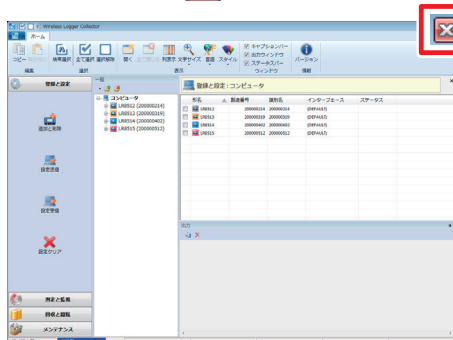 Wireless Logger Collector
ホーム
コピー
検索選択 全て選択 選択解除
開く 全て閉じる 列表示 文字サイズ 言語 スタイル
キャプションバー
出力ウィンドウ
ステータスバー
バージョン
編集 選択 表示 ウィンドウ 情報
登録と設定
追加と削除
設定送信
設定受信
設定クリア
測定と監視
回収と閲覧
メンテナンス
一覧
コンピュータ
LR8512 (200000214)
LR8513 (200000319)
LR8514 (200000402)
LR8515 (200000512)
登録と設定 : コンピュータ
形名 製造番号 識別名 インターフェース ステータス
LR8512 200000214 200000214 (DEFAULT)
LR8513 200000319 200000319 (DEFAULT)
LR8514 200000402 200000402 (DEFAULT)
LR8515 200000512 200000512 (DEFAULT)
出力